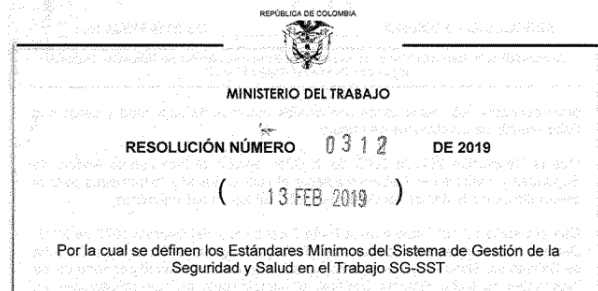 REPÚBLICA DE COLOMBIA
MINISTERIO DEL TRABAJO
RESOLUCIÓN NÚMERO 0312 DE 2019
( 13 FEB 2019 )
Por la cual se definen los Estándares Mínimos del Sistema de Gestión de la
Seguridad y Salud en el Trabajo SG-SST